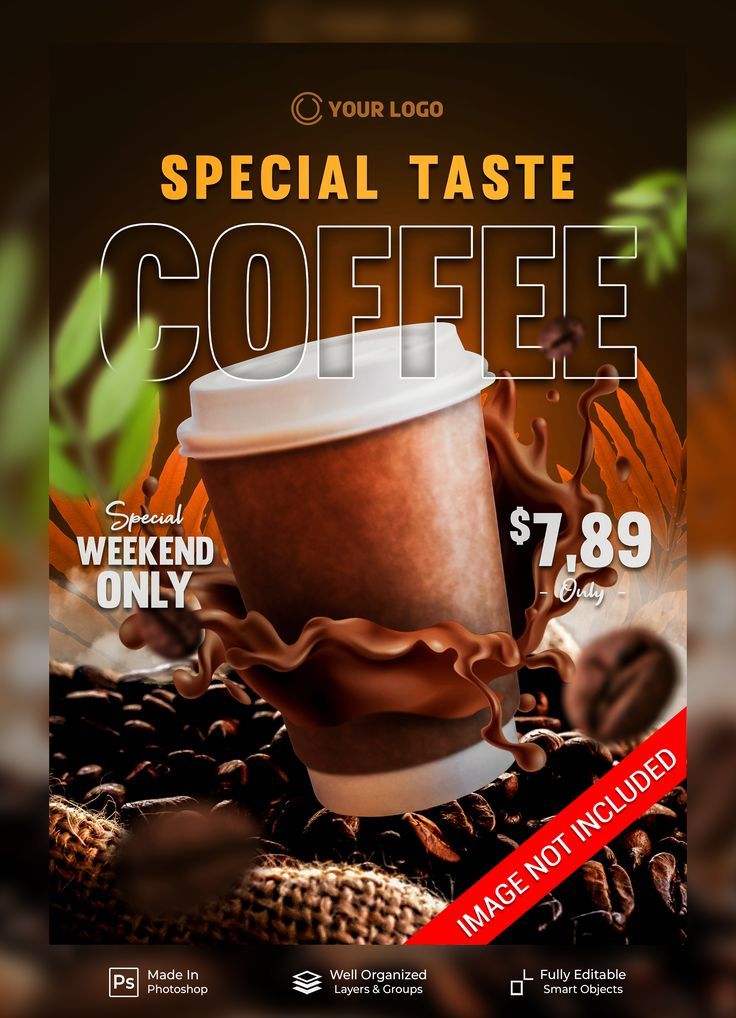 YOUR LOGO
SPECIAL TASTE
COFFEE
Special
WEEKEND
ONLY
$7,89
- Only -
IMAGE NOT INCLUDED
Ps
Made In
Photoshop
Well Organized
Layers & Groups
Fully Editable
Smart Objects